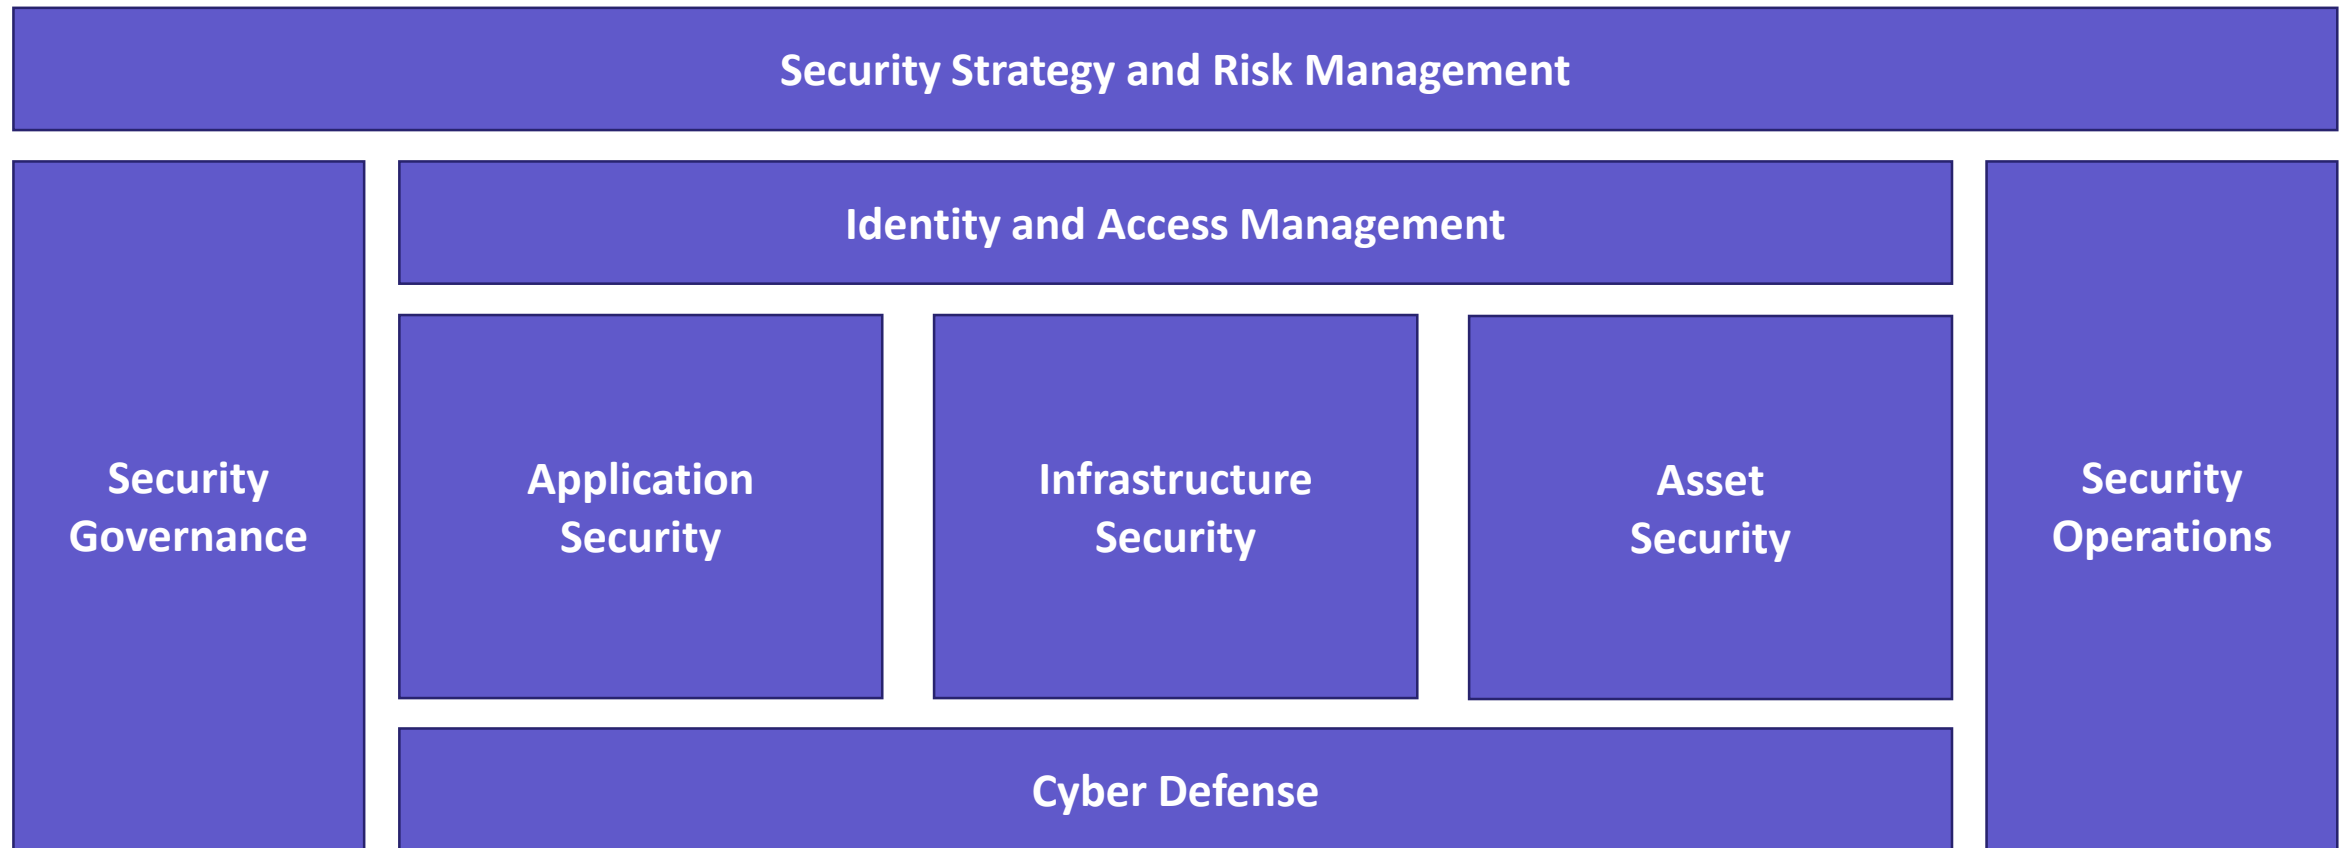 Security Strategy and Risk Management
Identity and Access Management
Security
Governance
Application
Security
Infrastructure
Security
Asset
Security
Security
Operations
Cyber Defense